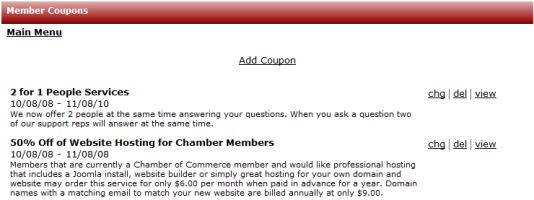 Member Coupons
Main Menu
Add Coupon
2 for 1 People Services
chg | del | view
10/08/08 - 11/08/10
We now offer 2 people at the same time answering your questions. When you ask a question two
of our support reps will answer at the same time.
50% Off of Website Hosting for Chamber Members
chg | del | view
10/08/08 - 11/08/08
Members that are currently a Chamber of Commerce member and would like professional hosting
that includes a Joomla install, website builder or simply great hosting for your own domain and
website may order this service for only $6.00 per month when paid in advance for a year. Domain
names with a matching email to match your new website are billed annually at only $9.00.